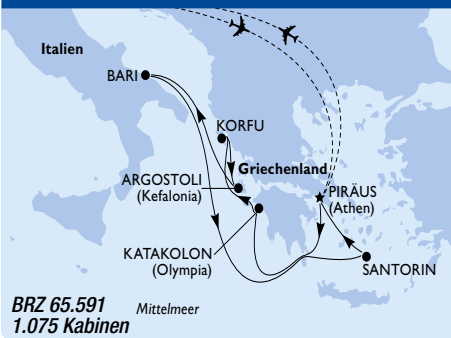 Italien
BARI
KORFU
ARGOSTOLI
(Kefalonia)
Griechenland
PIRÄUS
(Athen)
KATAKOLON
(Olympia)
SANTORIN
BRZ 65.591 Mittelmeer
1.075 Kabinen